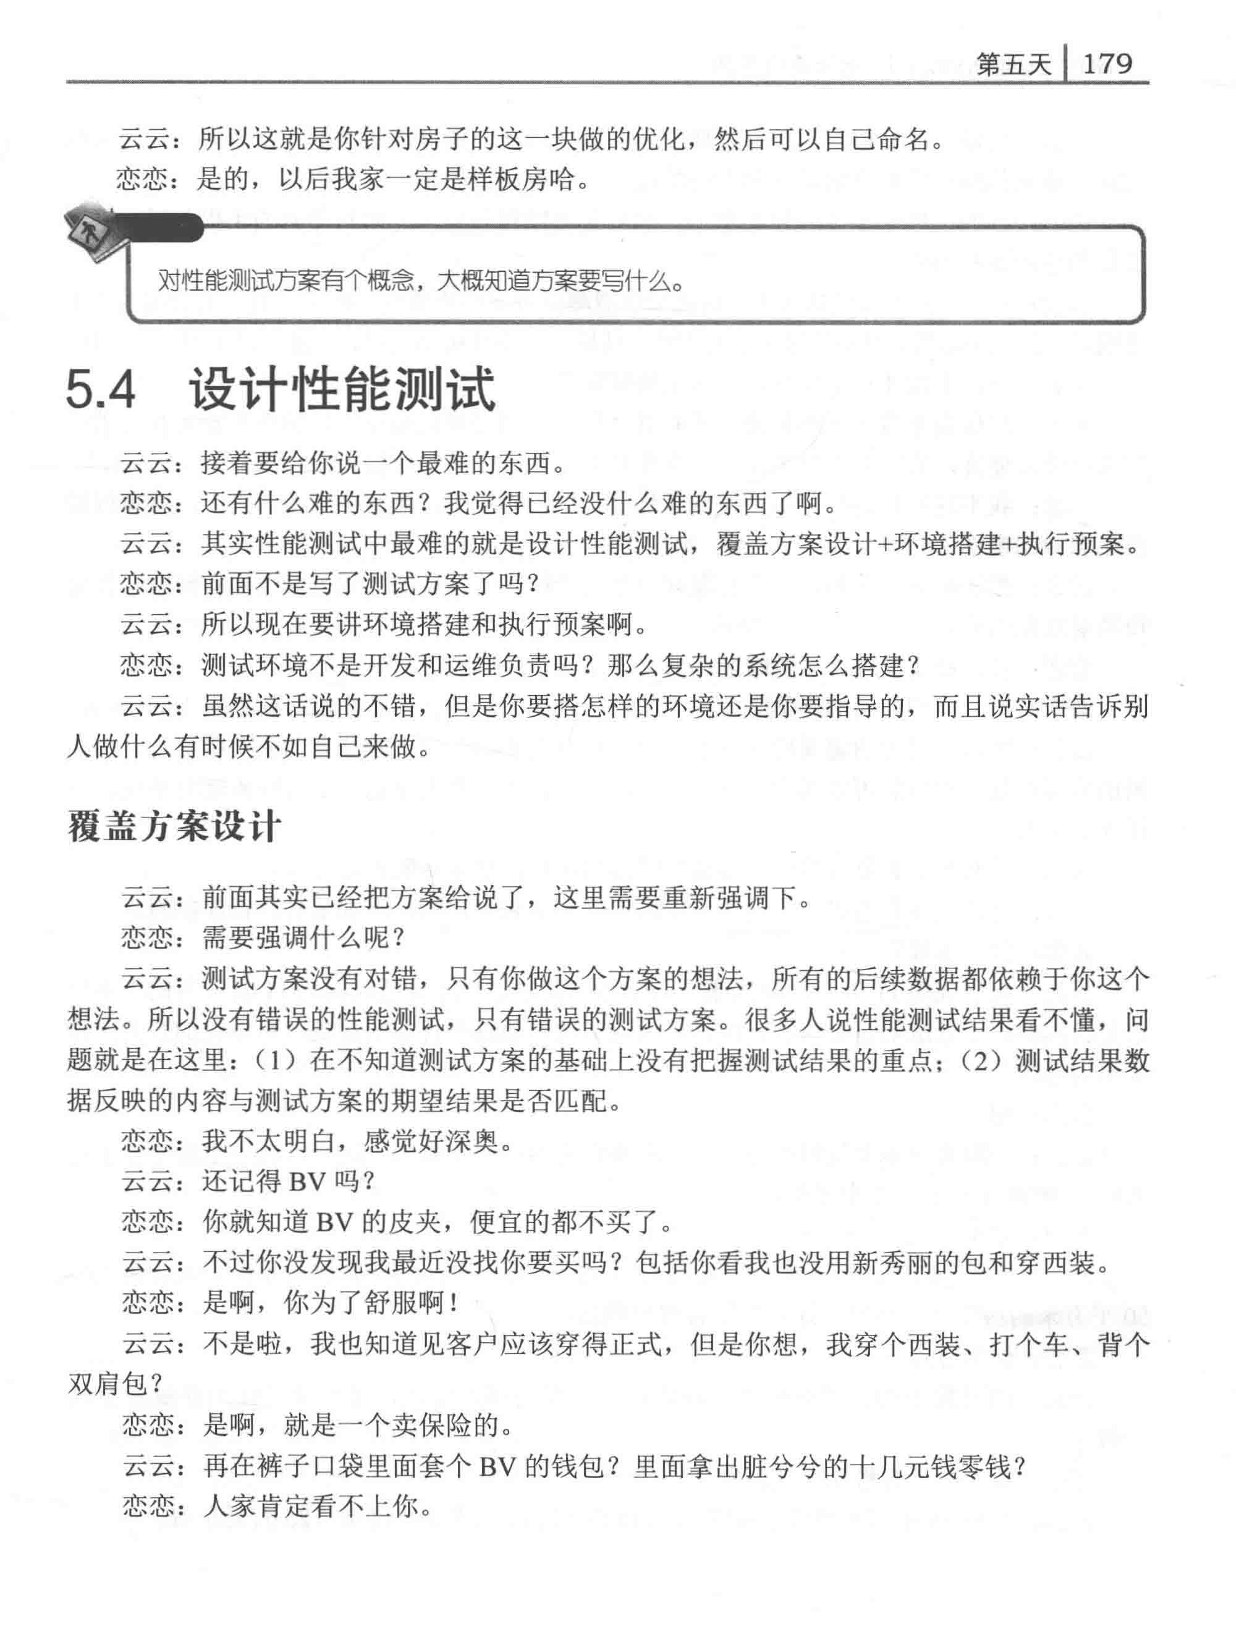 第五天 179
云云：所以这就是你针对房子的这一块做的优化，然后可以自己命名。
恋恋：是的，以后我家一定是样板房哈。
对性能测试方案有个概念，大概知道方案要写什么。
5.4 设计性能测试
云云：接着要给你说一个最难的东西。
恋恋：还有什么难的东西？我觉得已经没什么难的东西了啊。
云云：其实性能测试中最难的就是设计性能测试，覆盖方案设计+环境搭建+执行预案。
恋恋：前面不是写了测试方案了吗？
云云：所以现在要讲环境搭建和执行预案啊。
恋恋：测试环境不是开发和运维负责吗？那么复杂的系统怎么搭建？
云云：虽然这话说的不错，但是你要搭怎样的环境还是你要指导的，而且说实话告诉别
人做什么有时候不如自己来做。
覆盖方案设计
云云：前面其实已经把方案给说了，这里需要重新强调下。
恋恋：需要强调什么呢？
云云：测试方案没有对错，只有你做这个方案的想法，所有的后续数据都依赖于你这个
想法。所以没有错误的性能测试，只有错误的测试方案。很多人说性能测试结果看不懂，问
题就是在这里：（1）在不知道测试方案的基础上没有把握测试结果的重点；（2）测试结果数
据反映的内容与测试方案的期望结果是否匹配。
恋恋：我不太明白，感觉好深奥。
云云：还记得 BV 吗？
恋恋：你就知道 BV 的皮夹，便宜的都不买了。
云云：不过你没发现我最近没找你要买吗？包括你看我也没用新秀丽的包和穿西装。
恋恋：是啊，你为了舒服啊！
云云：不是啦，我也知道见客户应该穿得正式，但是你想，我穿个西装、打个车、背个
双肩包？
恋恋：是啊，就是一个卖保险的。
云云：再在裤子口袋里面套个 BV 的钱包？里面拿出脏兮兮的十几元钱零钱？
恋恋：人家肯定看不上你。